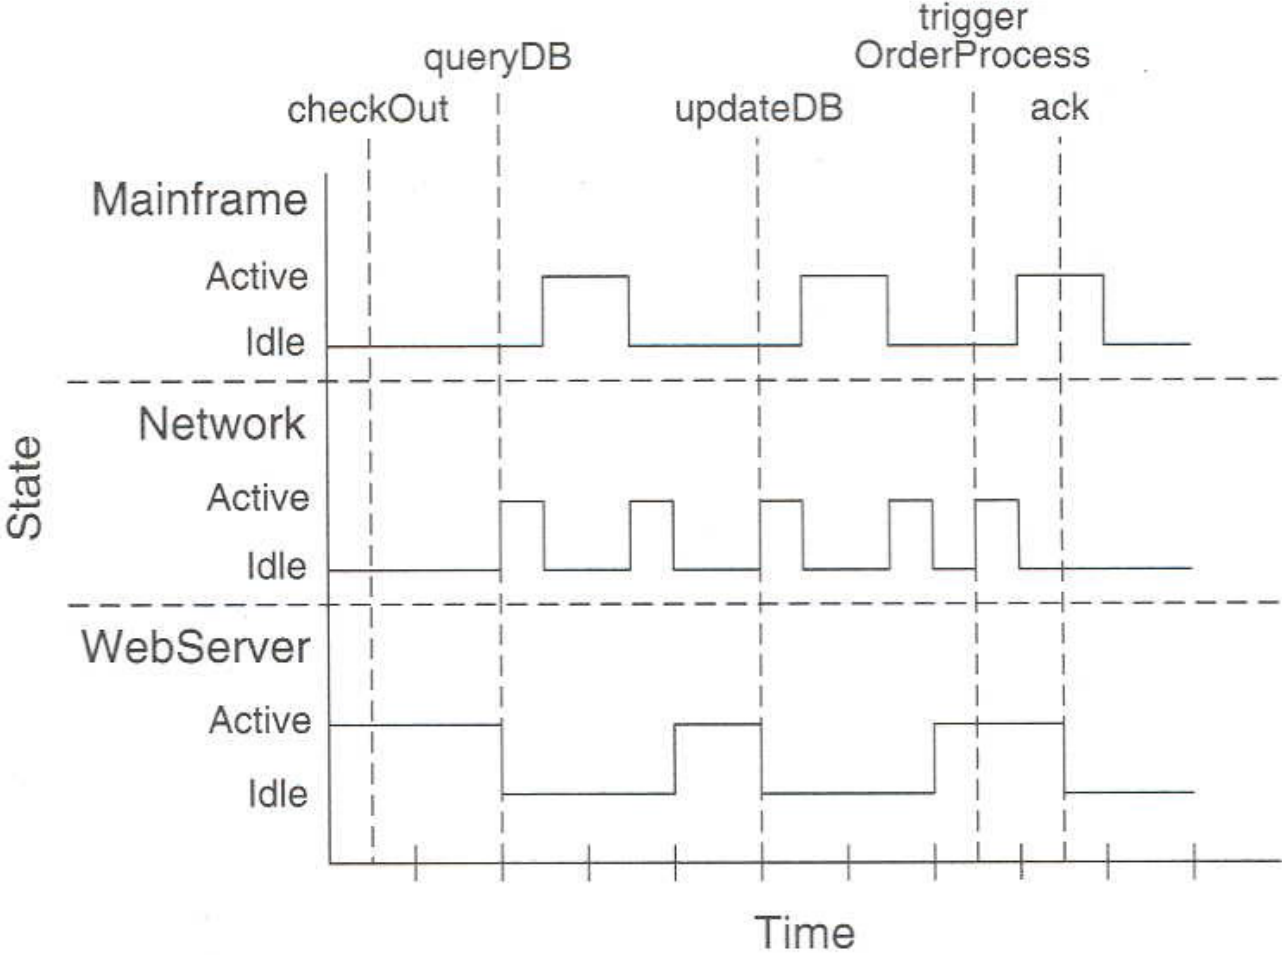 trigger
queryDB
OrderProcess
checkOut
updateDB
ack
Mainframe
Active
Idle
Network
State
Active
Idle
WebServer
Active
Idle
Time